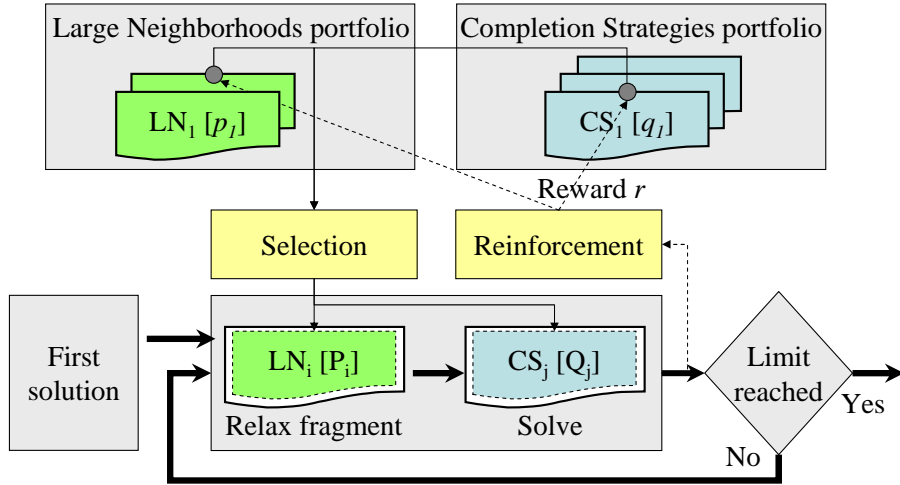 Large Neighborhoods portfolio
Completion Strategies portfolio
LN₁ [p₁]
CS₁ [q₁]
Reward r
Selection
Reinforcement
First
solution
LNᵢ [Pᵢ]
CSⱼ [Qⱼ]
Relax fragment
Solve
Limit
reached
Yes
No